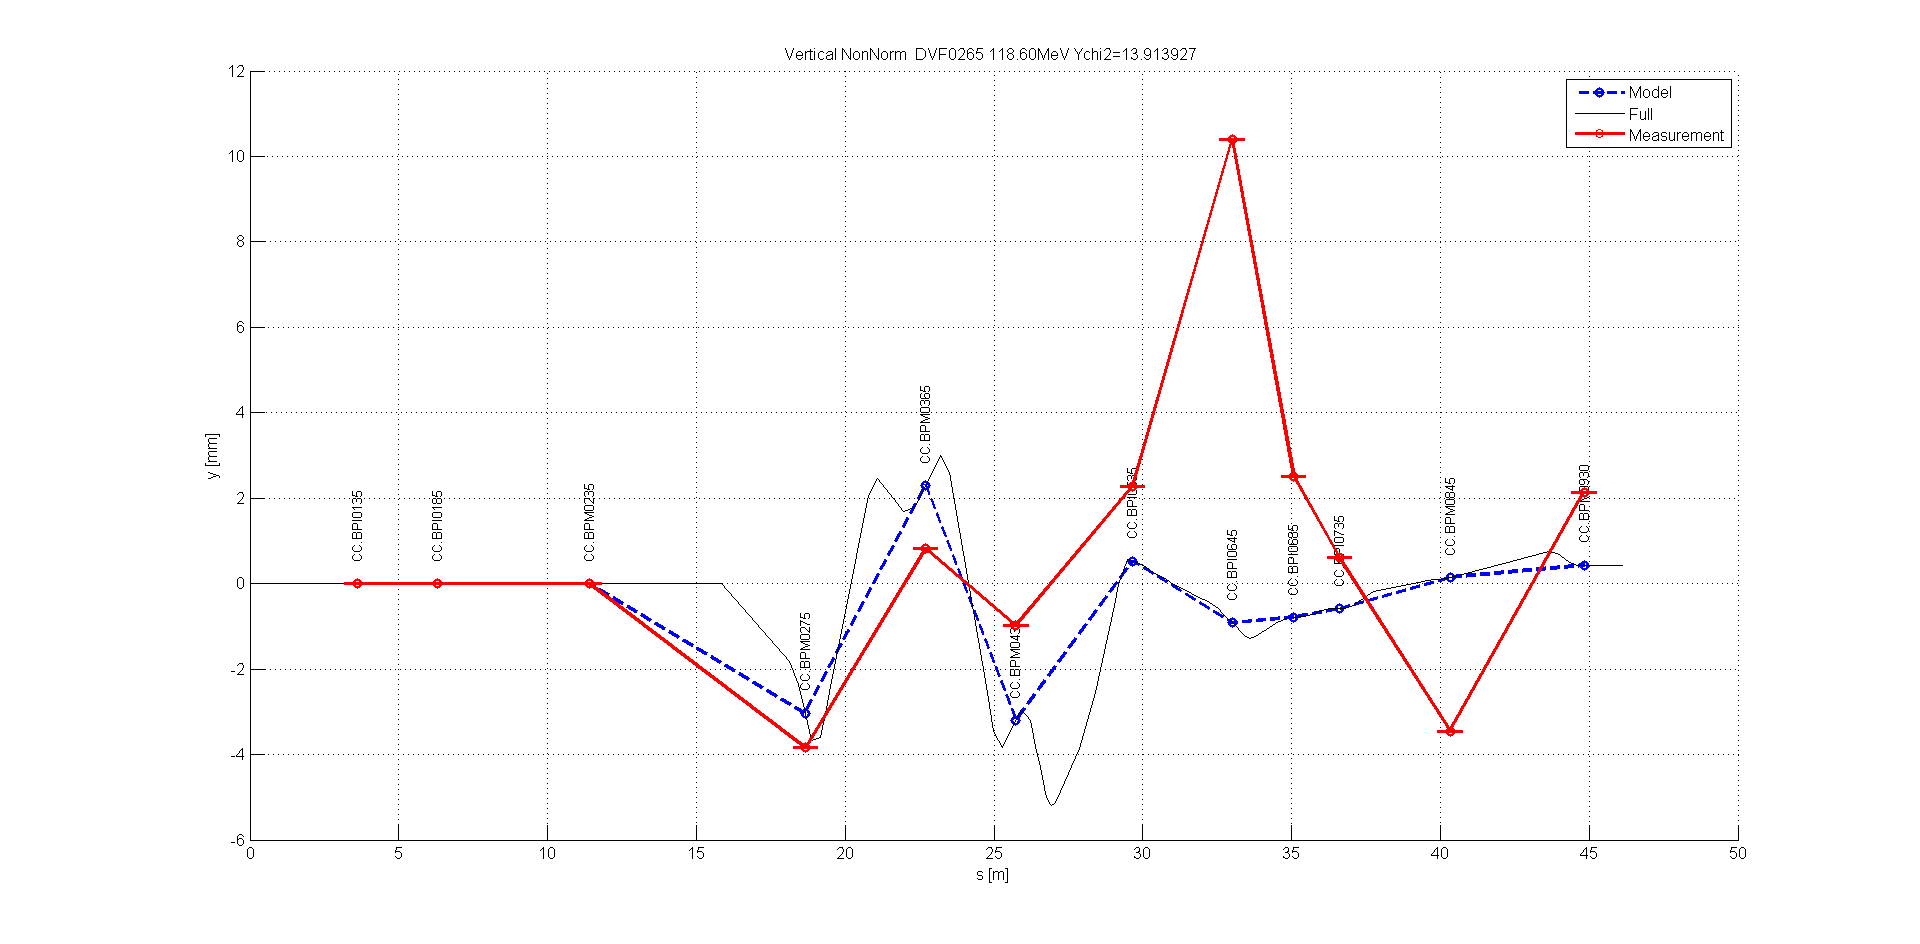 Vertical NonNorm DVF0265 118.60MeV Ychi2=13.913927
12
10
8
6
4
2
0
-2
-4
-6
y [mm]
Model
Full
Measurement
CC.BPI0135
CC.BPI0185
CC.BPM0235
CC.BPM0275
CC.BPM0365
CC.BPI0645
CC.BPI0685
CC.BPI0735
CC.BPM0845
0
5
10
15
20
25
30
35
40
45
50
s [m]